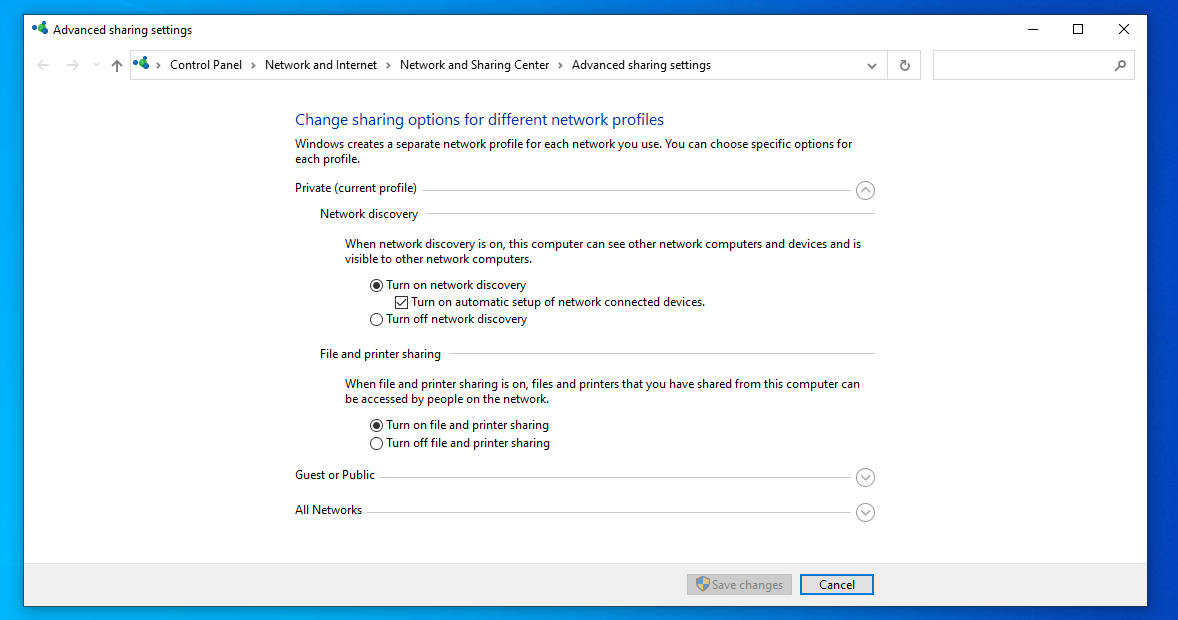 Advanced sharing settings
Control Panel > Network and Internet > Network and Sharing Center > Advanced sharing settings
Change sharing options for different network profiles
Windows creates a separate network profile for each network you use. You can choose specific options for
each profile.
Private (current profile)
Network discovery
When network discovery is on, this computer can see other network computers and devices and is
visible to other network computers.
Turn on network discovery
Turn on automatic setup of network connected devices.
Turn off network discovery
File and printer sharing
When file and printer sharing is on, files and printers that you have shared from this computer can
be accessed by people on the network.
Turn on file and printer sharing
Turn off file and printer sharing
Guest or Public
All Networks
Save changes
Cancel